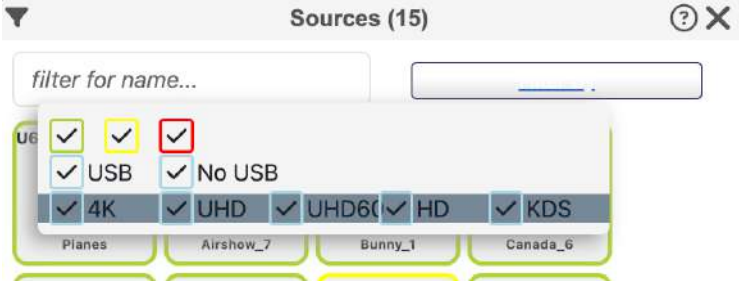 Sources (15)
filter for name...
U6
USB No USB
4K UHD UHD60 HD KDS
Planes Airshow_7 Bunny_1 Canada_6